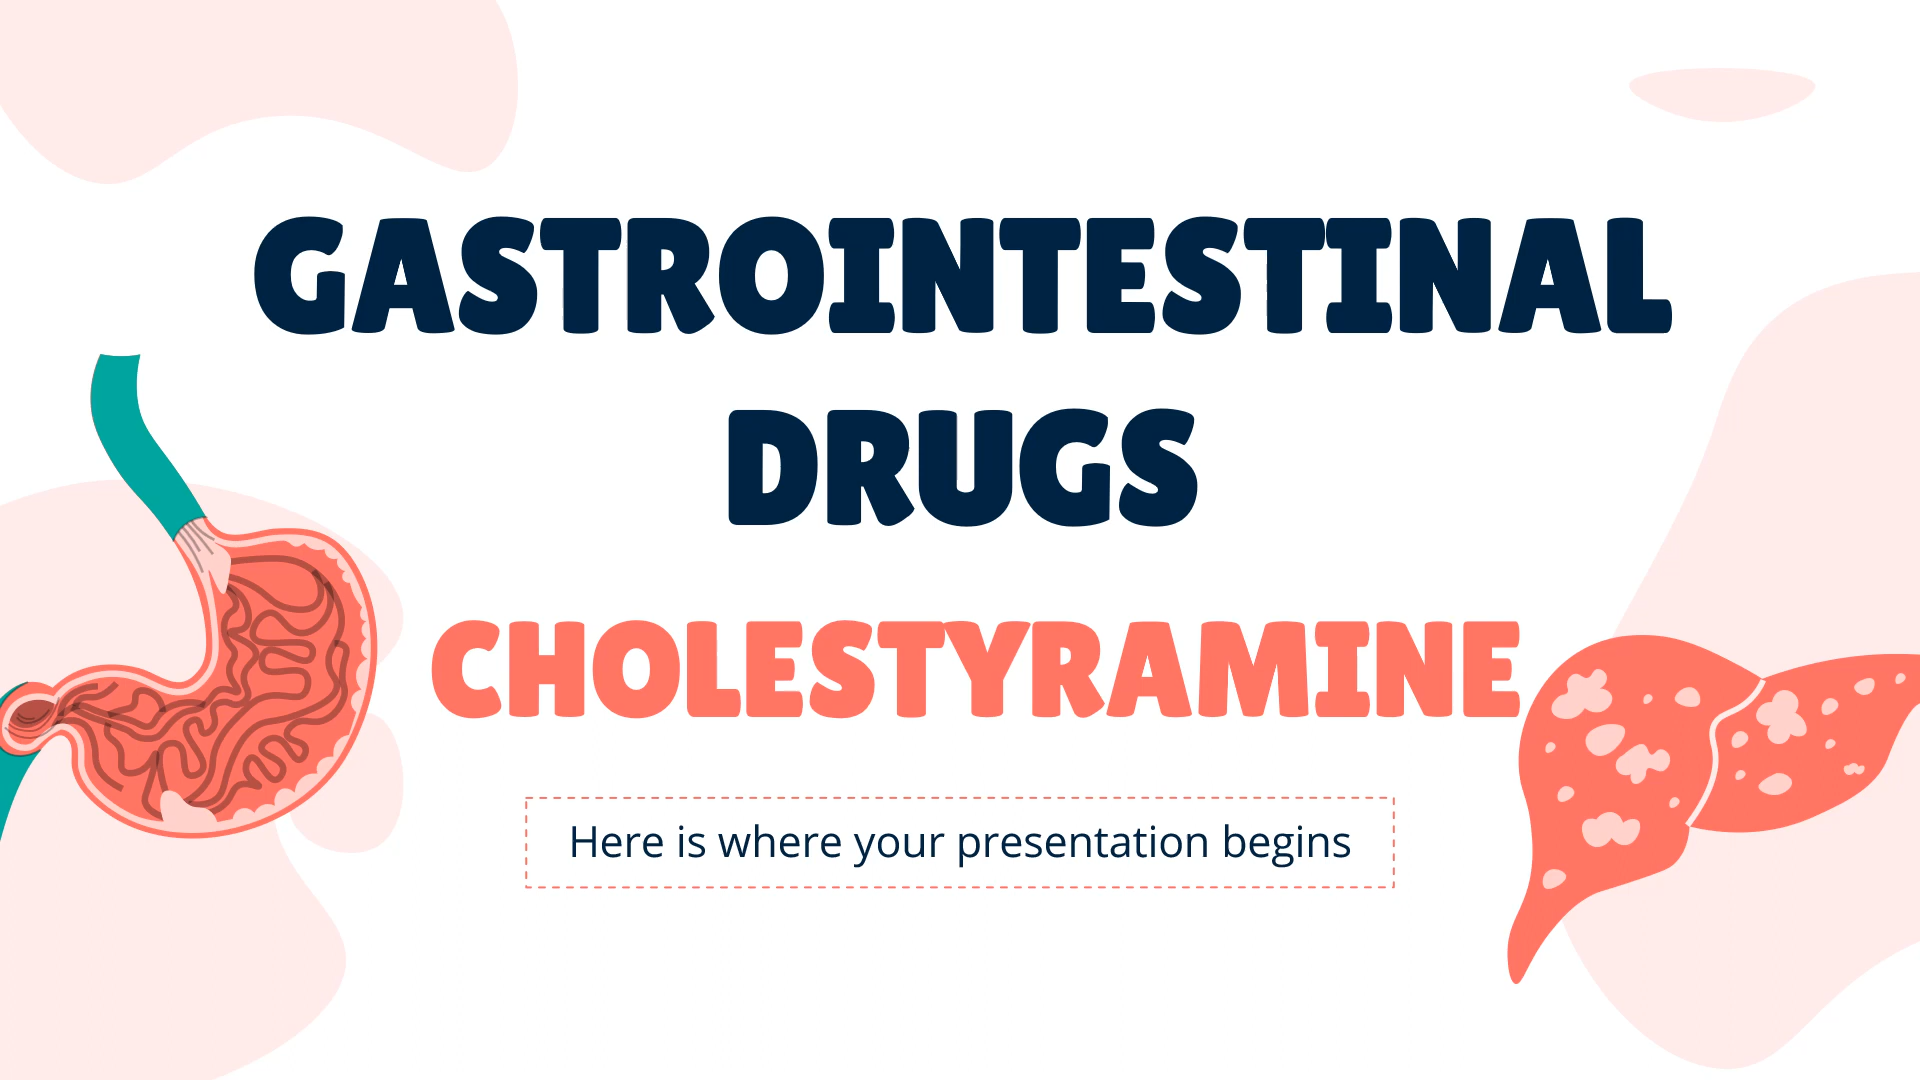 GASTROINTESTINAL
DRUGS
CHOLESTYRAMINE
Here is where your presentation begins